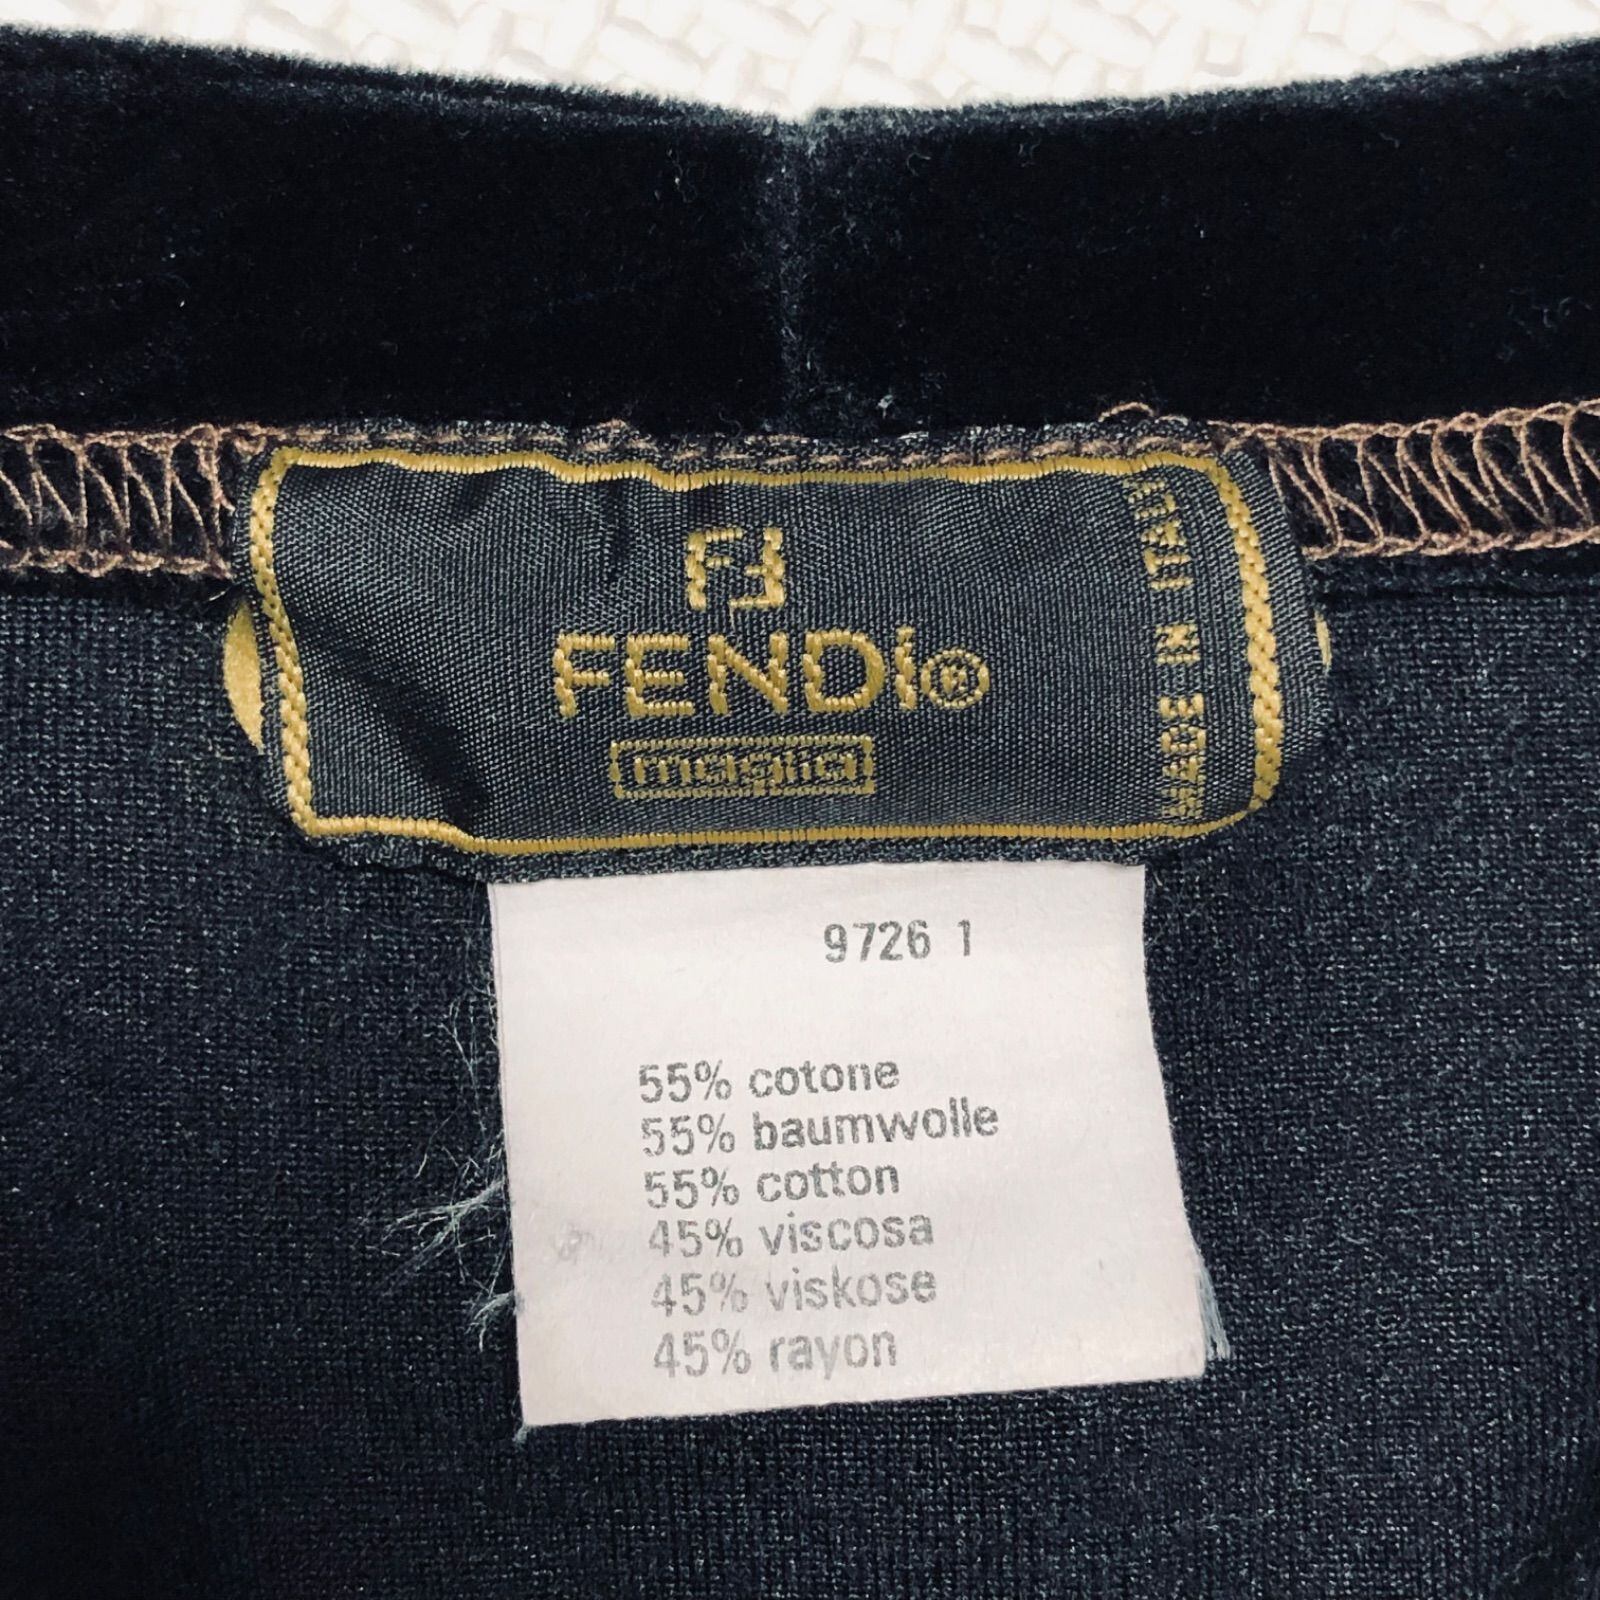 FF
FENDi®
maglia
MADE IN ITALY
9726 1
55% cotone
55% baumwolle
55% cotton
45% viscosa
45% viskose
45% rayon